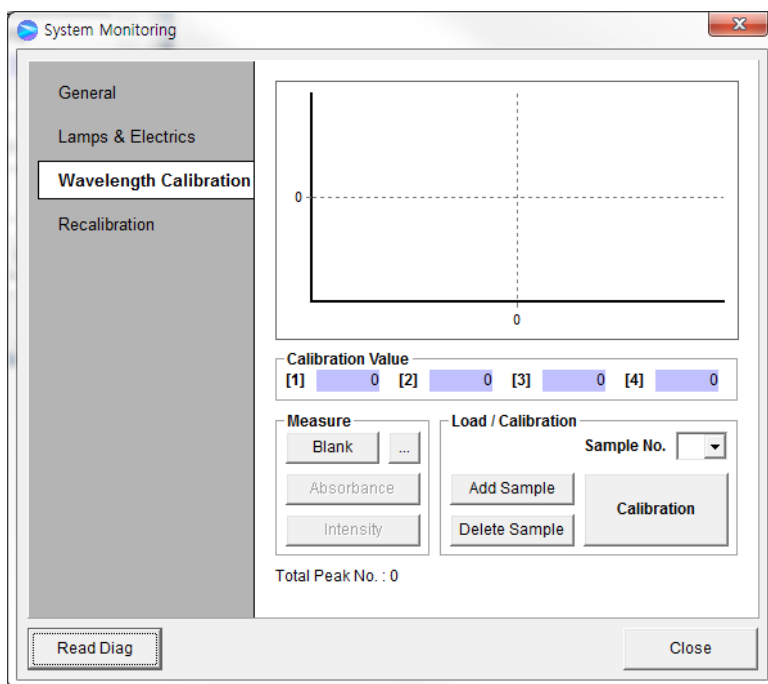 System Monitoring
General
Lamps & Electrics
Wavelength Calibration
Recalibration
0
0
Calibration Value
[1] 0 [2] 0 [3] 0 [4] 0
Measure
Blank ...
Absorbance
Intensity
Load / Calibration
Sample No.
Add Sample
Delete Sample
Calibration
Total Peak No. : 0
Read Diag
Close